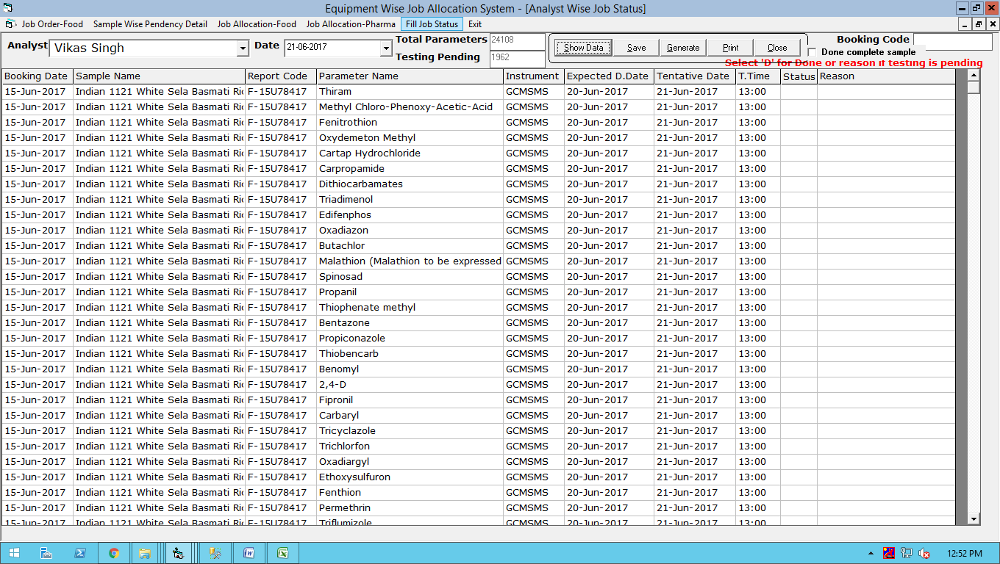 Equipment Wise Job Allocation System - [Analyst Wise Job Status]
Job Order-Food Sample Wise Pendency Detail Job Allocation-Food Job Allocation-Pharma Fill Job Status Exit
Analyst Vikas Singh Date 21-06-2017 Total Parameters 24108 Show Data Save Generate Print Close Booking Code
Testing Pending 1962 Done complete sample
Select 'D' for Done or reason if testing is pending
Booking Date Sample Name Report Code Parameter Name Instrument Expected D.Date Tentative Date T.Time Status Reason
15-Jun-2017 Indian 1121 White Sela Basmati Ric F-15U78417 Thiram GCMSMS 20-Jun-2017 21-Jun-2017 13:00
15-Jun-2017 Indian 1121 White Sela Basmati Ric F-15U78417 Methyl Chloro-Phenoxy-Acetic-Acid GCMSMS 20-Jun-2017 21-Jun-2017 13:00
15-Jun-2017 Indian 1121 White Sela Basmati Ric F-15U78417 Fenitrothion GCMSMS 20-Jun-2017 21-Jun-2017 13:00
15-Jun-2017 Indian 1121 White Sela Basmati Ric F-15U78417 Oxydemeton Methyl GCMSMS 20-Jun-2017 21-Jun-2017 13:00
15-Jun-2017 Indian 1121 White Sela Basmati Ric F-15U78417 Cartap Hydrochloride GCMSMS 20-Jun-2017 21-Jun-2017 13:00
15-Jun-2017 Indian 1121 White Sela Basmati Ric F-15U78417 Carpropamide GCMSMS 20-Jun-2017 21-Jun-2017 13:00
15-Jun-2017 Indian 1121 White Sela Basmati Ric F-15U78417 Dithiocarbamates GCMSMS 20-Jun-2017 21-Jun-2017 13:00
15-Jun-2017 Indian 1121 White Sela Basmati Ric F-15U78417 Triadimenol GCMSMS 20-Jun-2017 21-Jun-2017 13:00
15-Jun-2017 Indian 1121 White Sela Basmati Ric F-15U78417 Edifenphos GCMSMS 20-Jun-2017 21-Jun-2017 13:00
15-Jun-2017 Indian 1121 White Sela Basmati Ric F-15U78417 Oxadiazon GCMSMS 20-Jun-2017 21-Jun-2017 13:00
15-Jun-2017 Indian 1121 White Sela Basmati Ric F-15U78417 Butachlor GCMSMS 20-Jun-2017 21-Jun-2017 13:00
15-Jun-2017 Indian 1121 White Sela Basmati Ric F-15U78417 Malathion (Malathion to be expressed GCMSMS 20-Jun-2017 21-Jun-2017 13:00
15-Jun-2017 Indian 1121 White Sela Basmati Ric F-15U78417 Spinosad GCMSMS 20-Jun-2017 21-Jun-2017 13:00
15-Jun-2017 Indian 1121 White Sela Basmati Ric F-15U78417 Propanil GCMSMS 20-Jun-2017 21-Jun-2017 13:00
15-Jun-2017 Indian 1121 White Sela Basmati Ric F-15U78417 Thiophenate methyl GCMSMS 20-Jun-2017 21-Jun-2017 13:00
15-Jun-2017 Indian 1121 White Sela Basmati Ric F-15U78417 Bentazone GCMSMS 20-Jun-2017 21-Jun-2017 13:00
15-Jun-2017 Indian 1121 White Sela Basmati Ric F-15U78417 Propiconazole GCMSMS 20-Jun-2017 21-Jun-2017 13:00
15-Jun-2017 Indian 1121 White Sela Basmati Ric F-15U78417 Thiobencarb GCMSMS 20-Jun-2017 21-Jun-2017 13:00
15-Jun-2017 Indian 1121 White Sela Basmati Ric F-15U78417 Benomyl GCMSMS 20-Jun-2017 21-Jun-2017 13:00
15-Jun-2017 Indian 1121 White Sela Basmati Ric F-15U78417 2,4-D GCMSMS 20-Jun-2017 21-Jun-2017 13:00
15-Jun-2017 Indian 1121 White Sela Basmati Ric F-15U78417 Fipronil GCMSMS 20-Jun-2017 21-Jun-2017 13:00
15-Jun-2017 Indian 1121 White Sela Basmati Ric F-15U78417 Carbaryl GCMSMS 20-Jun-2017 21-Jun-2017 13:00
15-Jun-2017 Indian 1121 White Sela Basmati Ric F-15U78417 Tricyclazole GCMSMS 20-Jun-2017 21-Jun-2017 13:00
15-Jun-2017 Indian 1121 White Sela Basmati Ric F-15U78417 Trichlorfon GCMSMS 20-Jun-2017 21-Jun-2017 13:00
15-Jun-2017 Indian 1121 White Sela Basmati Ric F-15U78417 Oxadiargyl GCMSMS 20-Jun-2017 21-Jun-2017 13:00
15-Jun-2017 Indian 1121 White Sela Basmati Ric F-15U78417 Ethoxysulfuron GCMSMS 20-Jun-2017 21-Jun-2017 13:00
15-Jun-2017 Indian 1121 White Sela Basmati Ric F-15U78417 Fenthion GCMSMS 20-Jun-2017 21-Jun-2017 13:00
15-Jun-2017 Indian 1121 White Sela Basmati Ric F-15U78417 Permethrin GCMSMS 20-Jun-2017 21-Jun-2017 13:00
15-Jun-2017 Indian 1121 White Sela Basmati Ric F-15U78417 Triflumizole GCMSMS 20-Jun-2017 21-Jun-2017 13:00
12:52 PM